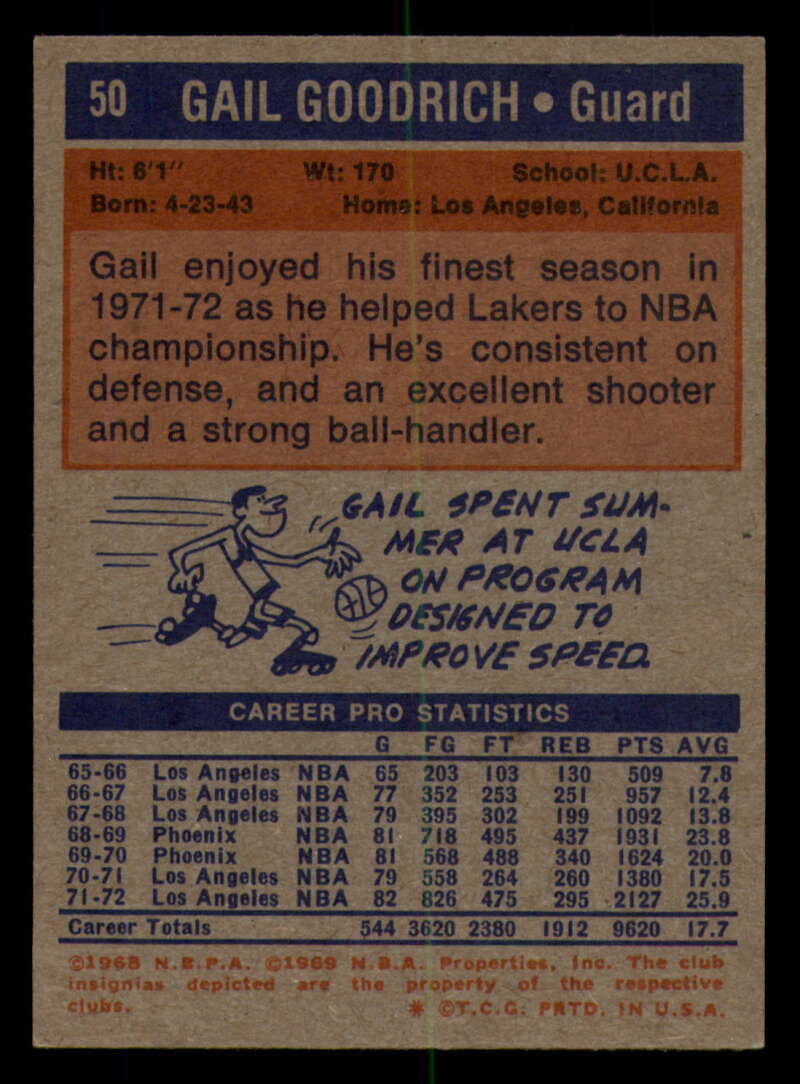 50 GAIL GOODRICH • Guard
Ht: 6'1" Wt: 170 School: U.C.L.A.
Born: 4-23-43 Home: Los Angeles, California
Gail enjoyed his finest season in
1971-72 as he helped Lakers to NBA
championship. He's consistent on
defense, and an excellent shooter
and a strong ball-handler.
GAIL SPENT SUM-
MER AT UCLA
ON PROGRAM
DESIGNED TO
IMPROVE SPEED.
CAREER PRO STATISTICS
G FG FT REB PTS AVG
65-66 Los Angeles NBA 65 203 103 130 509 7.8
66-67 Los Angeles NBA 77 352 253 251 957 12.4
67-68 Los Angeles NBA 79 395 302 199 1092 13.8
68-69 Phoenix NBA 81 718 495 437 1931 23.8
69-70 Phoenix NBA 81 568 488 340 1624 20.0
70-71 Los Angeles NBA 79 558 264 260 1380 17.5
71-72 Los Angeles NBA 82 826 475 295 2127 25.9
Career Totals 544 3620 2380 1912 9620 17.7
©1968 N.B.P.A. ©1969 N.B.A. Properties, Inc. The club
insignias depicted are the property of the respective
clubs. * ©T.C.G. PRTD. IN U.S.A.